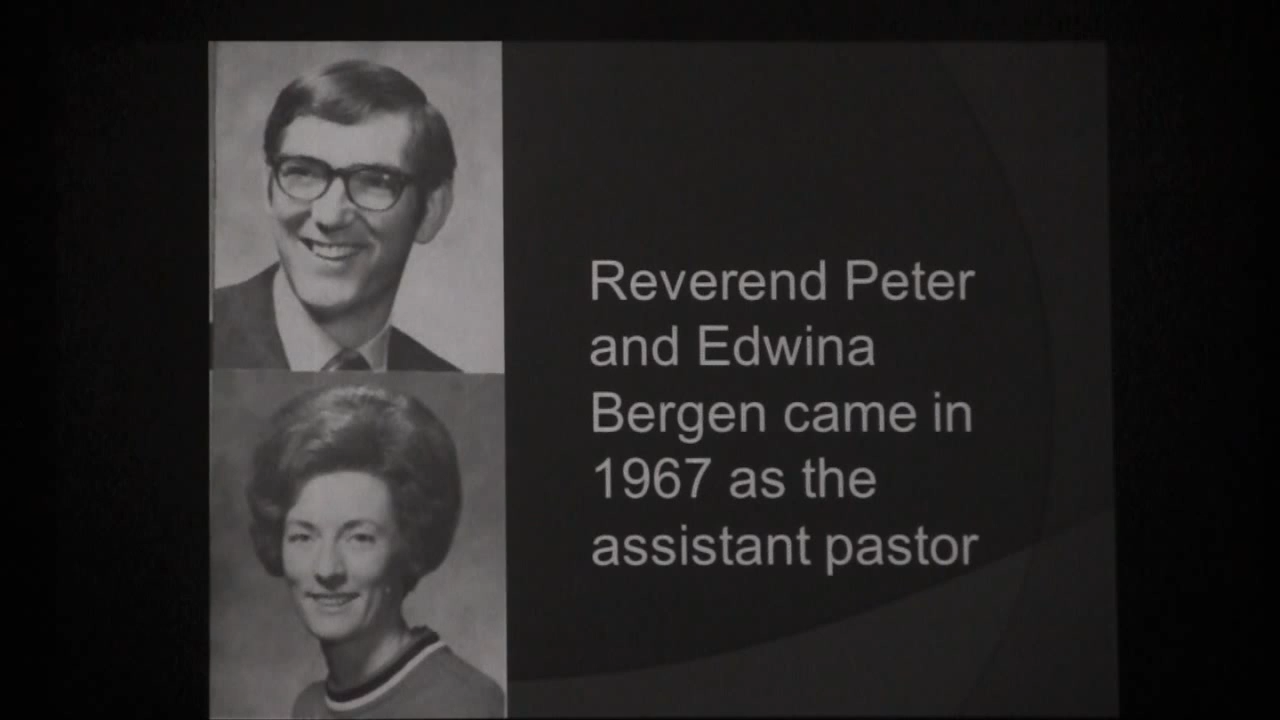 Reverend Peter
and Edwina
Bergen came in
1967 as the
assistant pastor